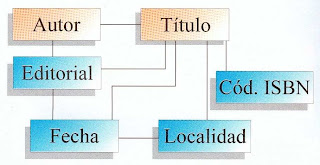 Autor
Título
Editorial
Cód. ISBN
Fecha
Localidad